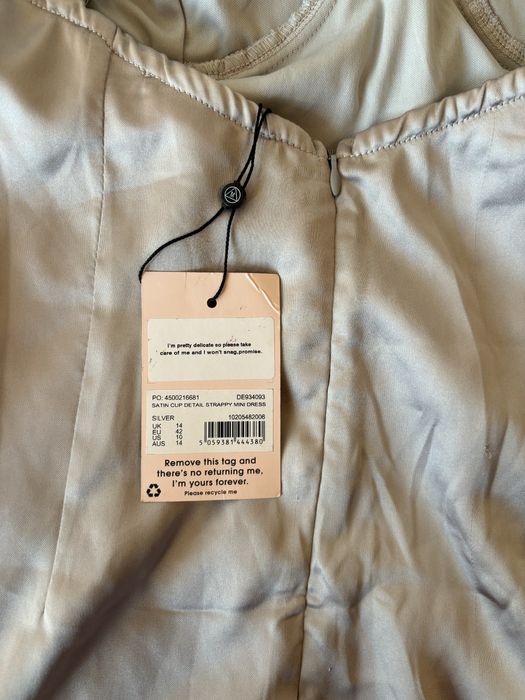 I'm pretty delicate so please take
care of me and I won't snag,promise.
PO: 4500216681 DE934093
SATIN CUP DETAIL STRAPPY MINI DRESS
SILVER 10205482006
UK 14
EU 42
US 10
AUS 14
5 059381 444380
Remove this tag and
there's no returning me,
I'm yours forever.
Please recycle me